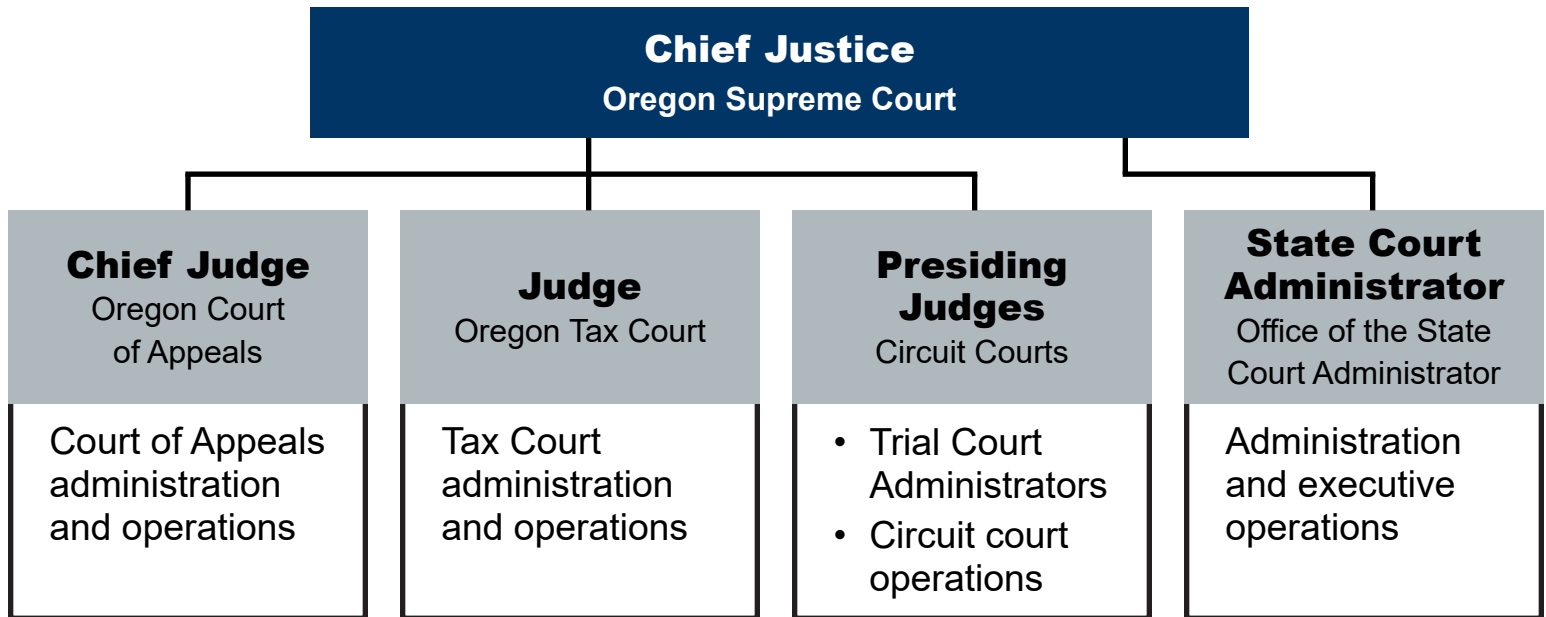 Chief Justice
Oregon Supreme Court
Chief Judge
Oregon Court
of Appeals
Court of Appeals
administration
and operations
Judge
Oregon Tax Court
Tax Court
administration
and operations
Presiding
Judges
Circuit Courts
• Trial Court
Administrators
• Circuit court
operations
State Court
Administrator
Office of the State
Court Administrator
Administration
and executive
operations